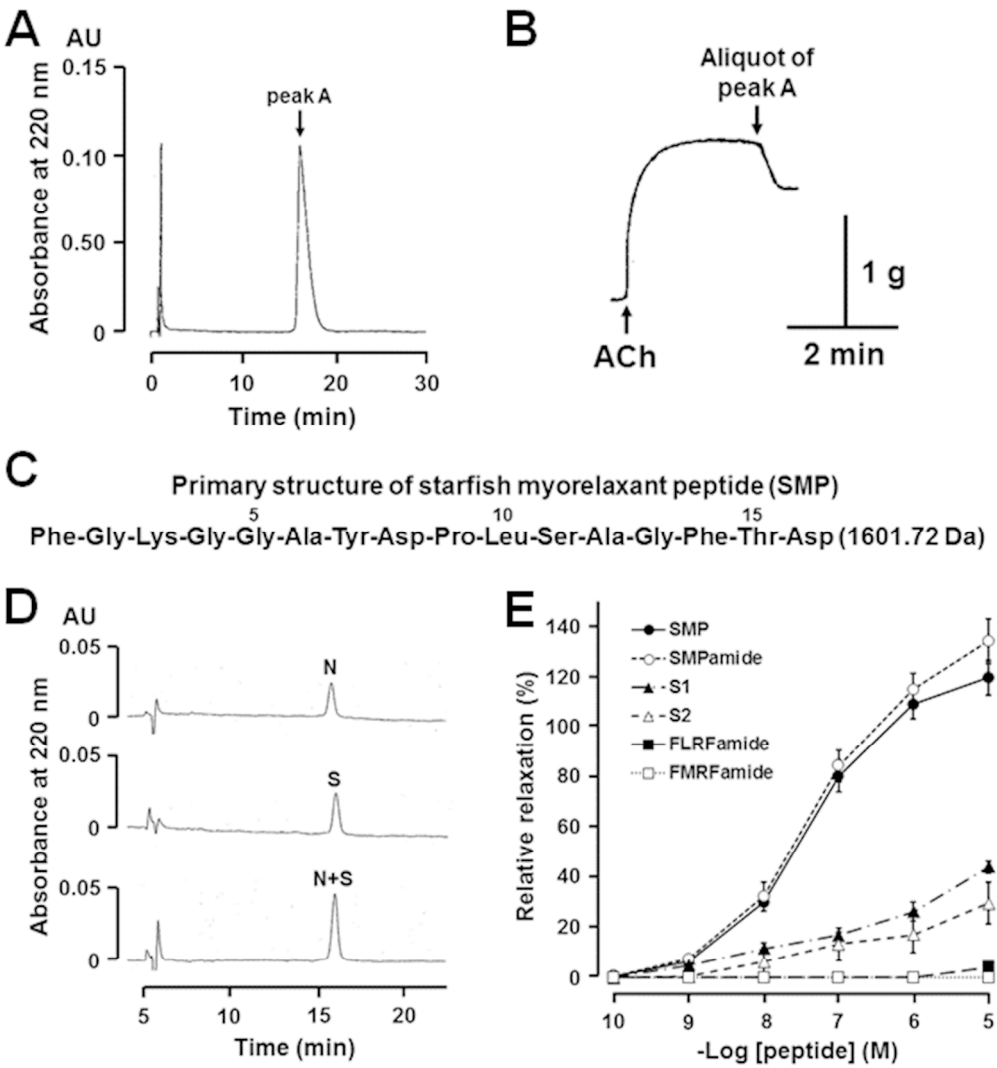 A
AU
Absorbance at 220 nm
0.15
0.10
0.50
0
peak A
0 10 20 30
Time (min)
B
Aliquot of
peak A
ACh
1 g
2 min
C
Primary structure of starfish myorelaxant peptide (SMP)
5 10 15
Phe-Gly-Lys-Gly-Gly-Ala-Tyr-Asp-Pro-Leu-Ser-Ala-Gly-Phe-Thr-Asp (1601.72 Da)
D
AU
Absorbance at 220 nm
0.05
N
0
0.05
S
0
0.05
N+S
0
5 10 15 20
Time (min)
E
Relative relaxation (%)
140
120
100
80
60
40
20
0
SMP
SMPamide
S1
S2
FLRFamide
FMRFamide
10 9 8 7 6 5
-Log [peptide] (M)